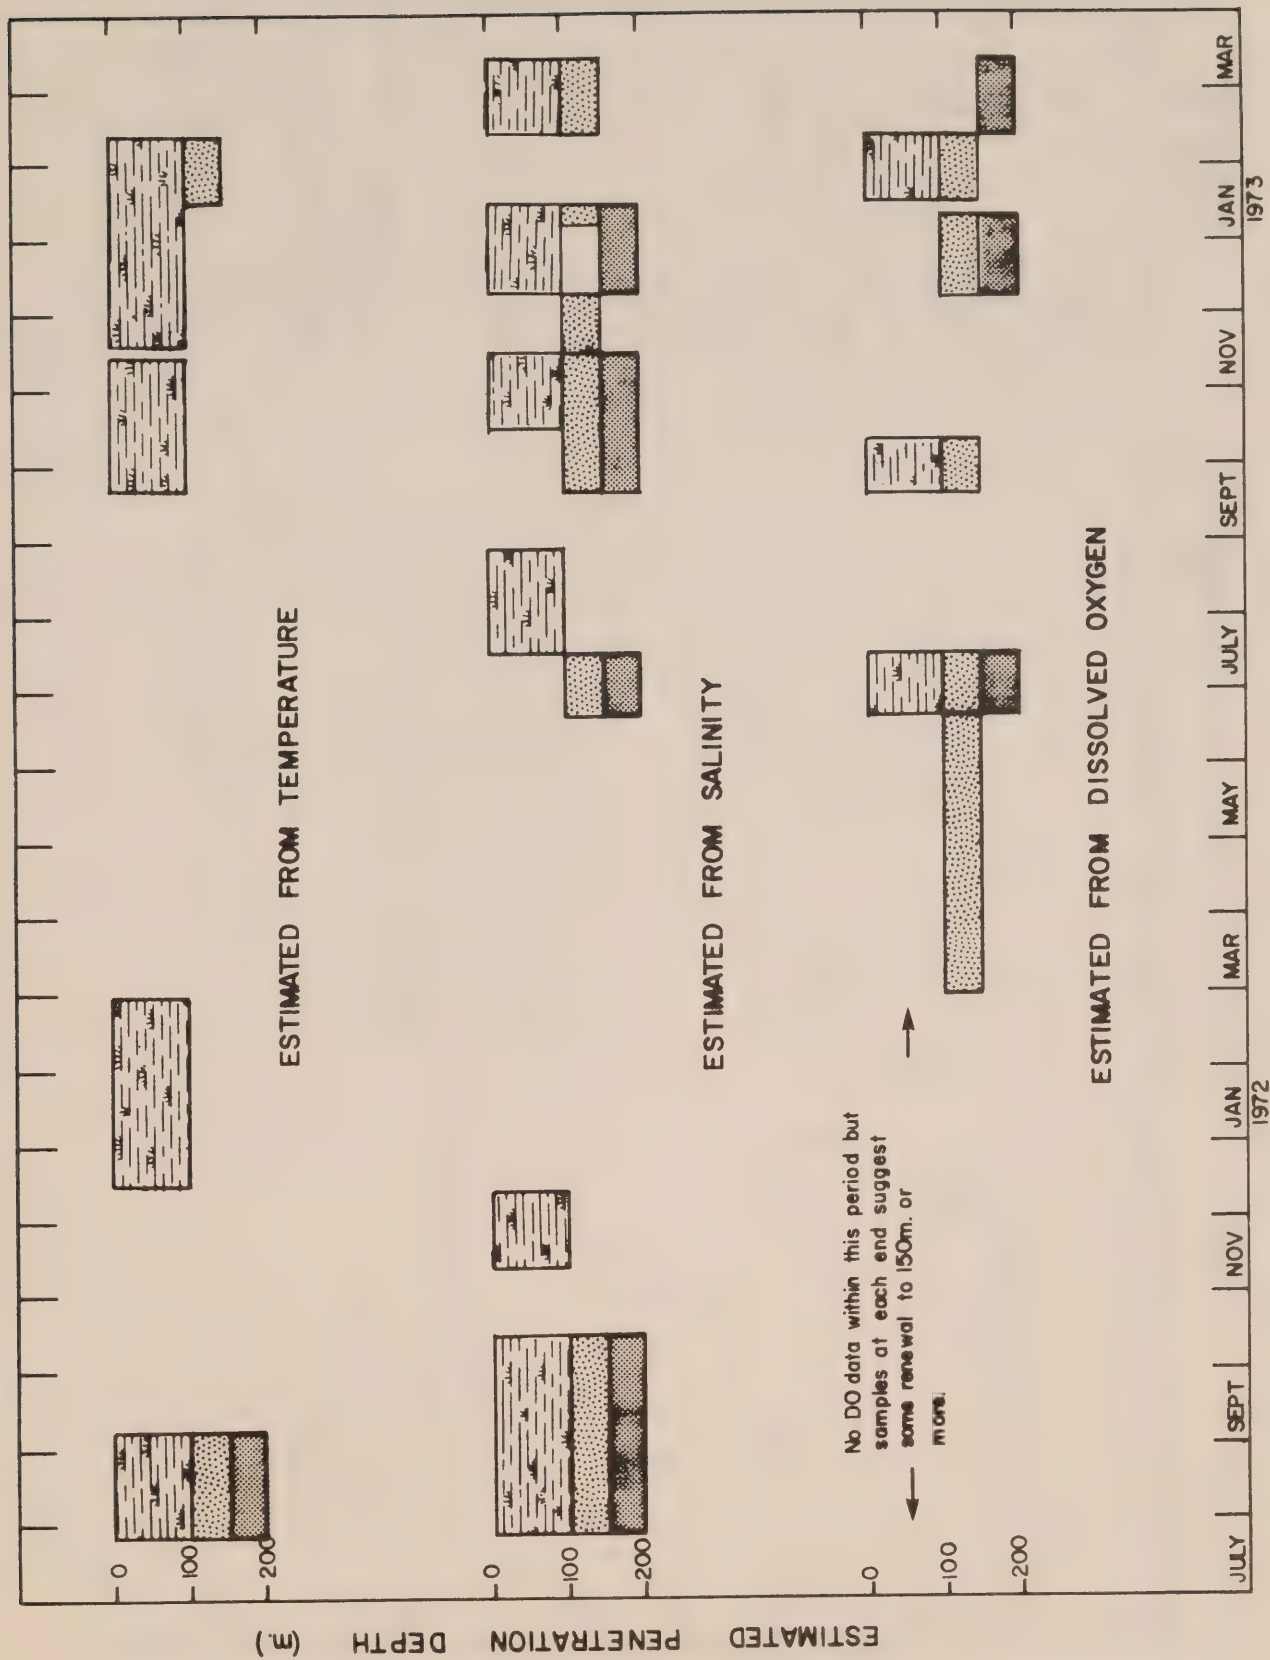 ESTIMATED PENETRATION DEPTH (m.)
0
100
200
ESTIMATED FROM TEMPERATURE
0
100
200
ESTIMATED FROM SALINITY
0
100
200
No DO data within this period but
samples at each end suggest
some renewal to 150m. or
more.
ESTIMATED FROM DISSOLVED OXYGEN
JULY SEPT NOV JAN MAR MAY JULY SEPT NOV JAN MAR
1972 1973